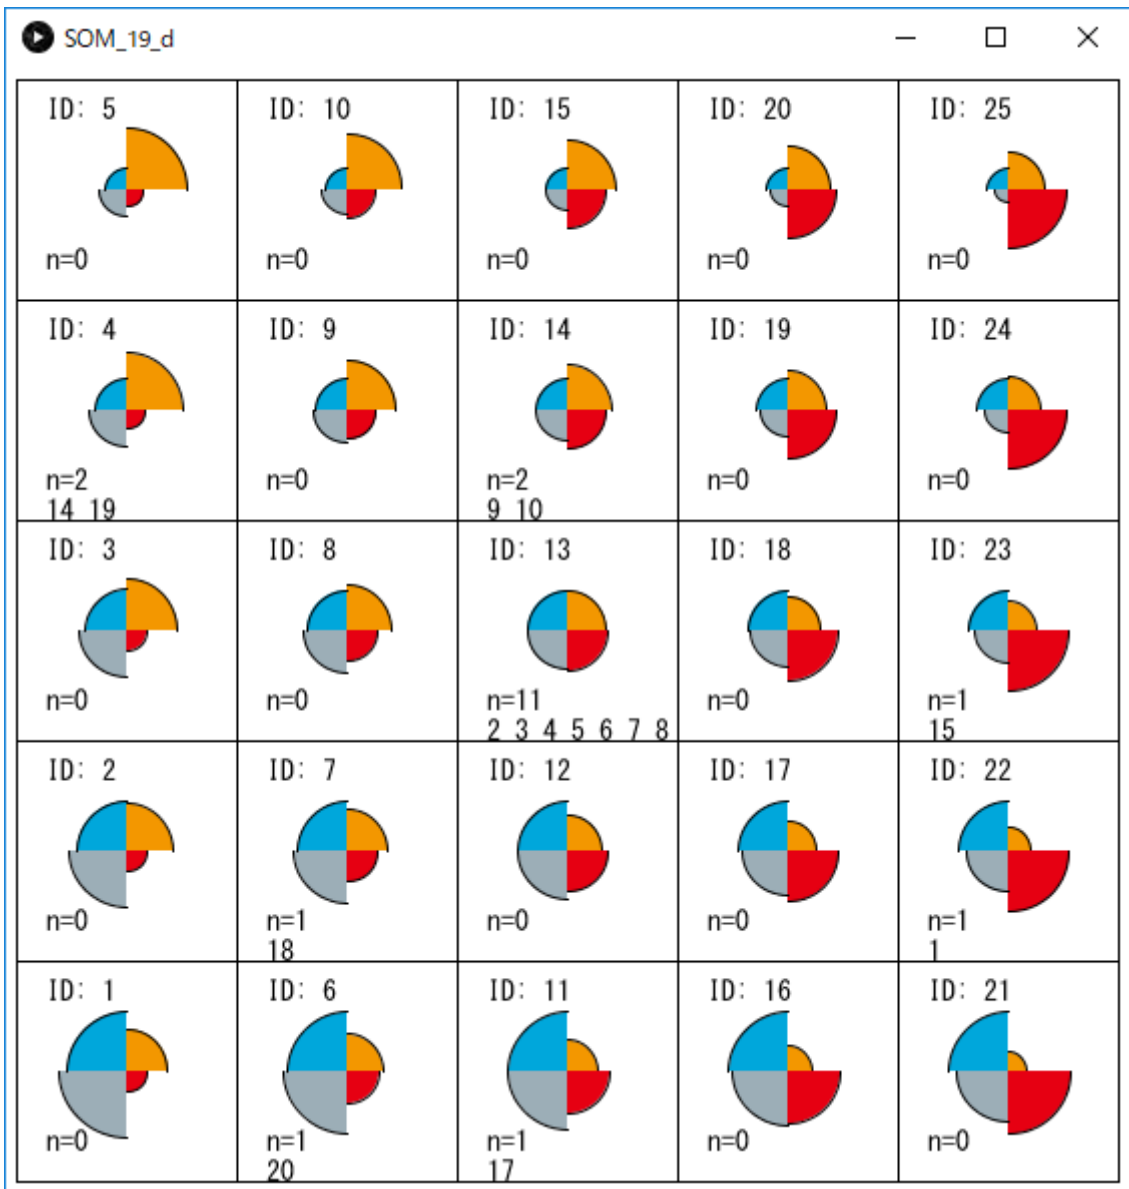 SOM_19_d
ID: 5
n=0
ID: 10
n=0
ID: 15
n=0
ID: 20
n=0
ID: 25
n=0
ID: 4
n=2
14 19
ID: 9
n=0
ID: 14
n=2
9 10
ID: 19
n=0
ID: 24
n=0
ID: 3
n=0
ID: 8
n=0
ID: 13
n=11
2 3 4 5 6 7 8
ID: 18
n=0
ID: 23
n=1
15
ID: 2
n=0
ID: 7
n=1
18
ID: 12
n=0
ID: 17
n=0
ID: 22
n=1
1
ID: 1
n=0
ID: 6
n=1
20
ID: 11
n=1
17
ID: 16
n=0
ID: 21
n=0